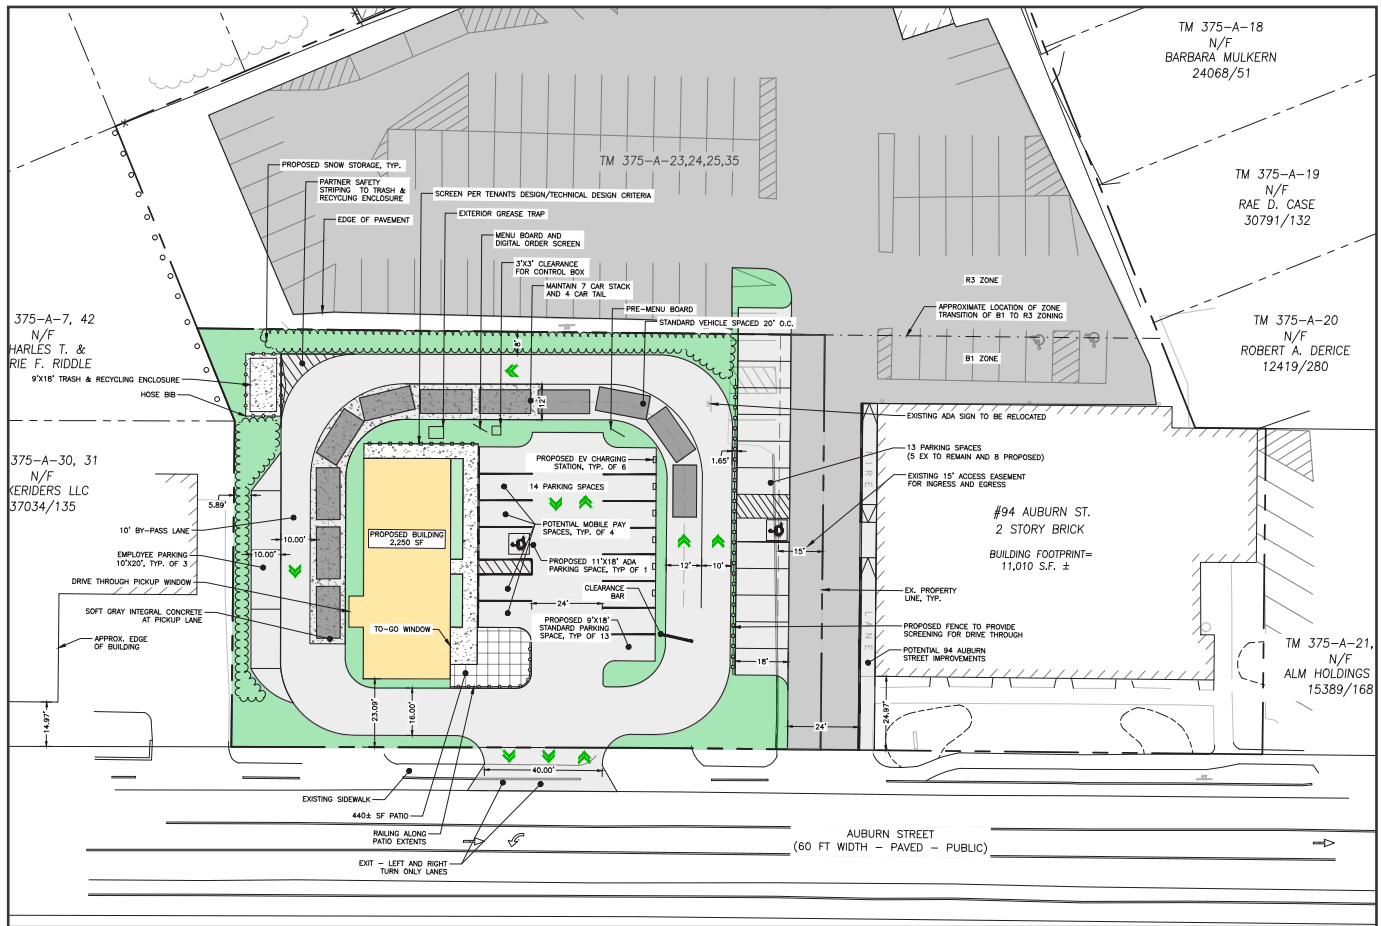 TM 375-A-18
N/F
BARBARA MULKERN
24068/51
TM 375-A-23,24,25,35
TM 375-A-19
N/F
RAE D. CASE
30791/132
PROPOSED SNOW STORAGE, TYP.
PARTNER SAFETY
STRIPING TO TRASH &
RECYCLING ENCLOSURE
SCREEN PER TENANTS DESIGN/TECHNICAL DESIGN CRITERIA
EDGE OF PAVEMENT
EXTERIOR GREASE TRAP
MENU BOARD AND
DIGITAL ORDER SCREEN
3'X3' CLEARANCE
FOR CONTROL BOX
MAINTAIN 7 CAR STACK
AND 4 CAR TAIL
PRE-MENU BOARD
STANDARD VEHICLE SPACED 20' O.C.
R3 ZONE
APPROXIMATE LOCATION OF ZONE
TRANSITION OF B1 TO R3 ZONING
B1 ZONE
375-A-7, 42
N/F
HARLES T. &
RIE F. RIDDLE
TM 375-A-20
N/F
ROBERT A. DERICE
12419/280
8'
9'X18' TRASH & RECYCLING ENCLOSURE
HOSE BIB
12'
EXISTING ADA SIGN TO BE RELOCATED
13 PARKING SPACES
(5 EX TO REMAIN AND 8 PROPOSED)
EXISTING 15' ACCESS EASEMENT
FOR INGRESS AND EGRESS
1.65'
PROPOSED EV CHARGING
STATION, TYP. OF 6
14 PARKING SPACES
375-A-30, 31
N/F
KERIDERS LLC
37034/135
5.89'
10' BY-PASS LANE
10.00'
10.00'
EMPLOYEE PARKING
10'X20', TYP. OF 3
DRIVE THROUGH PICKUP WINDOW
SOFT GRAY INTEGRAL CONCRETE
AT PICKUP LANE
APPROX. EDGE
OF BUILDING
PROPOSED BUILDING
2,250 SF
POTENTIAL MOBILE PAY
SPACES, TYP. OF 4
PROPOSED 11'X18' ADA
PARKING SPACE, TYP OF 1
CLEARANCE
BAR
24'
PROPOSED 9'X18'
STANDARD PARKING
SPACE, TYP OF 13
TO-GO WINDOW
12'
10'
15'
18'
FIRE
LANE
#94 AUBURN ST.
2 STORY BRICK
BUILDING FOOTPRINT=
11,010 S.F. ±
EX. PROPERTY
LINE, TYP.
PROPOSED FENCE TO PROVIDE
SCREENING FOR DRIVE THROUGH
POTENTIAL 94 AUBURN
STREET IMPROVEMENTS
TM 375-A-21,
N/F
ALM HOLDINGS
15389/168
14.97'
23.09'
16.00'
24'
24.97'
40.00'
EXISTING SIDEWALK
440± SF PATIO
RAILING ALONG
PATIO EXTENTS
EXIT - LEFT AND RIGHT
TURN ONLY LANES
AUBURN STREET
(60 FT WIDTH - PAVED - PUBLIC)